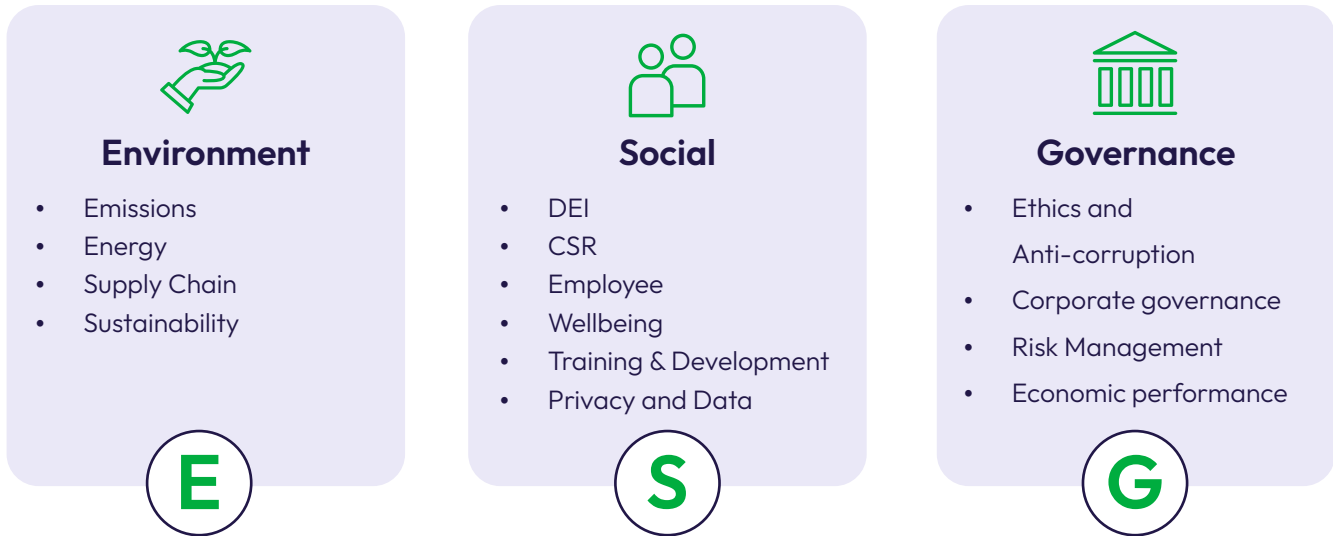 Environment
• Emissions
• Energy
• Supply Chain
• Sustainability
E
Social
• DEI
• CSR
• Employee
• Wellbeing
• Training & Development
• Privacy and Data
S
Governance
• Ethics and
Anti-corruption
• Corporate governance
• Risk Management
• Economic performance
G